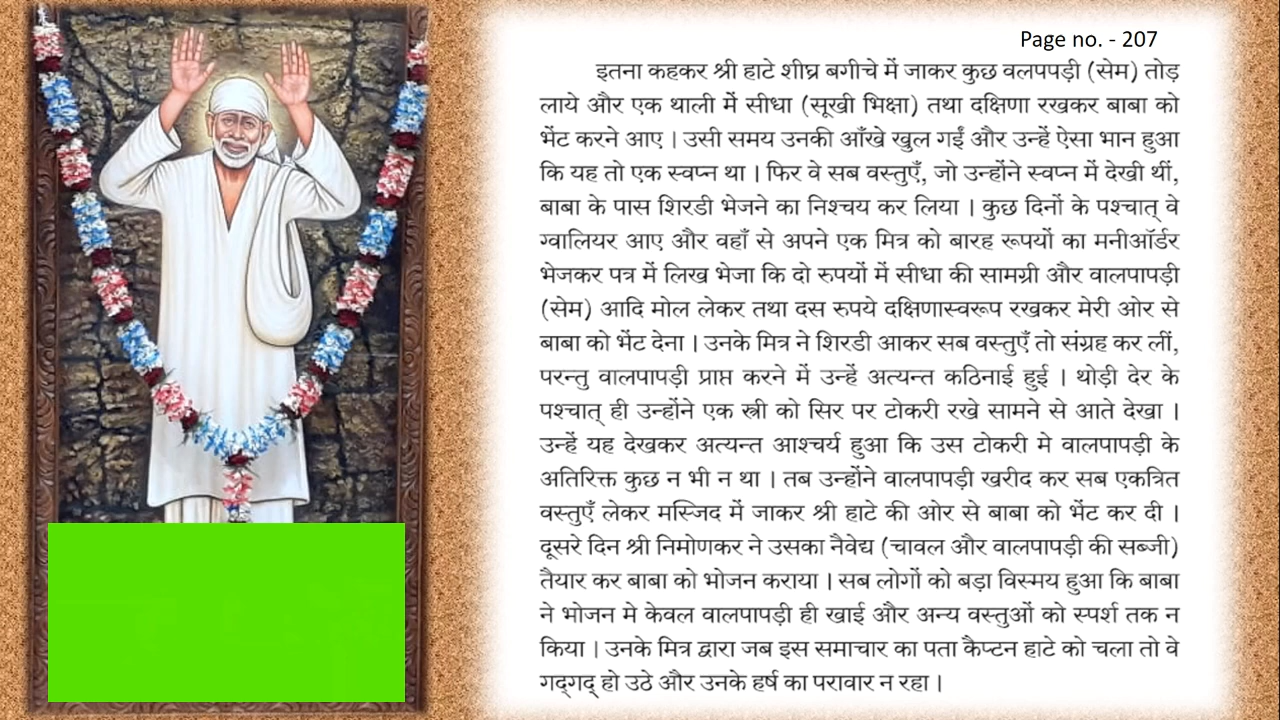 Page no. - 207
इतना कहकर श्री हाटे शीघ्र बगीचे में जाकर कुछ वलपपड़ी (सेम) तोड़
लाये और एक थाली में सीधा (सूखी भिक्षा) तथा दक्षिणा रखकर बाबा को
भेंट करने आए । उसी समय उनकी आँखे खुल गईं और उन्हें ऐसा भान हुआ
कि यह तो एक स्वप्न था । फिर वे सब वस्तुएँ, जो उन्होंने स्वप्न में देखी थीं,
बाबा के पास शिरडी भेजने का निश्चय कर लिया । कुछ दिनों के पश्चात् वे
ग्वालियर आए और वहाँ से अपने एक मित्र को बारह रूपयों का मनीऑर्डर
भेजकर पत्र में लिख भेजा कि दो रुपयों में सीधा की सामग्री और वालपापड़ी
(सेम) आदि मोल लेकर तथा दस रुपये दक्षिणास्वरूप रखकर मेरी ओर से
बाबा को भेंट देना । उनके मित्र ने शिरडी आकर सब वस्तुएँ तो संग्रह कर लीं,
परन्तु वालपापड़ी प्राप्त करने में उन्हें अत्यन्त कठिनाई हुई । थोड़ी देर के
पश्चात् ही उन्होंने एक स्त्री को सिर पर टोकरी रखे सामने से आते देखा ।
उन्हें यह देखकर अत्यन्त आश्चर्य हुआ कि उस टोकरी मे वालपापड़ी के
अतिरिक्त कुछ न भी न था । तब उन्होंने वालपापड़ी खरीद कर सब एकत्रित
वस्तुएँ लेकर मस्जिद में जाकर श्री हाटे की ओर से बाबा को भेंट कर दी ।
दूसरे दिन श्री निमोणकर ने उसका नैवेद्य (चावल और वालपापड़ी की सब्जी)
तैयार कर बाबा को भोजन कराया । सब लोगों को बड़ा विस्मय हुआ कि बाबा
ने भोजन मे केवल वालपापड़ी ही खाई और अन्य वस्तुओं को स्पर्श तक न
किया । उनके मित्र द्वारा जब इस समाचार का पता कैप्टन हाटे को चला तो वे
गद्‌गद् हो उठे और उनके हर्ष का परावार न रहा ।